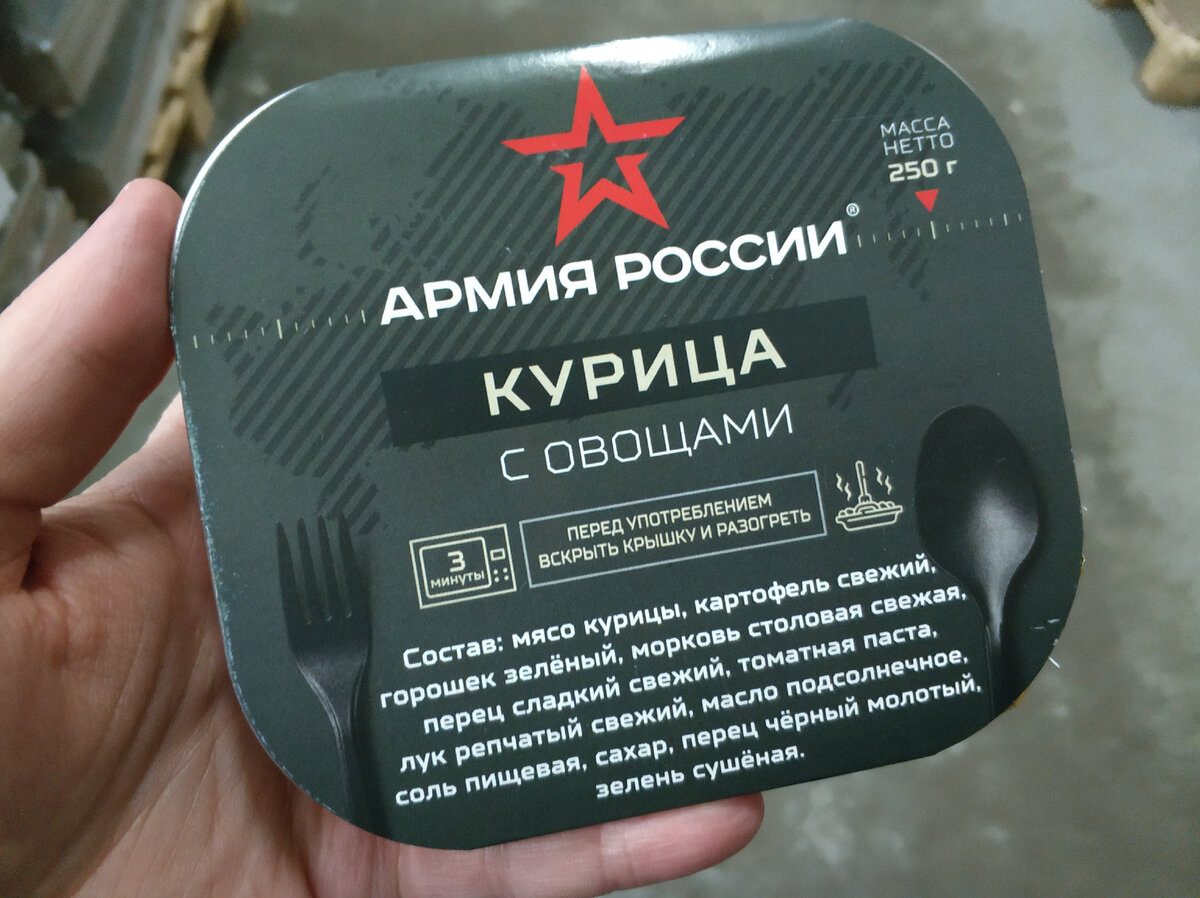 МАССА
НЕТТО
250 г
АРМИЯ РОССИИ®
КУРИЦА
С ОВОЩАМИ
3
МИНУТЫ
ПЕРЕД УПОТРЕБЛЕНИЕМ
ВСКРЫТЬ КРЫШКУ И РАЗОГРЕТЬ
Состав: мясо курицы, картофель свежий,
горошек зелёный, морковь столовая свежая,
перец сладкий свежий, томатная паста,
лук репчатый свежий, масло подсолнечное,
соль пищевая, сахар, перец чёрный молотый,
зелень сушёная.